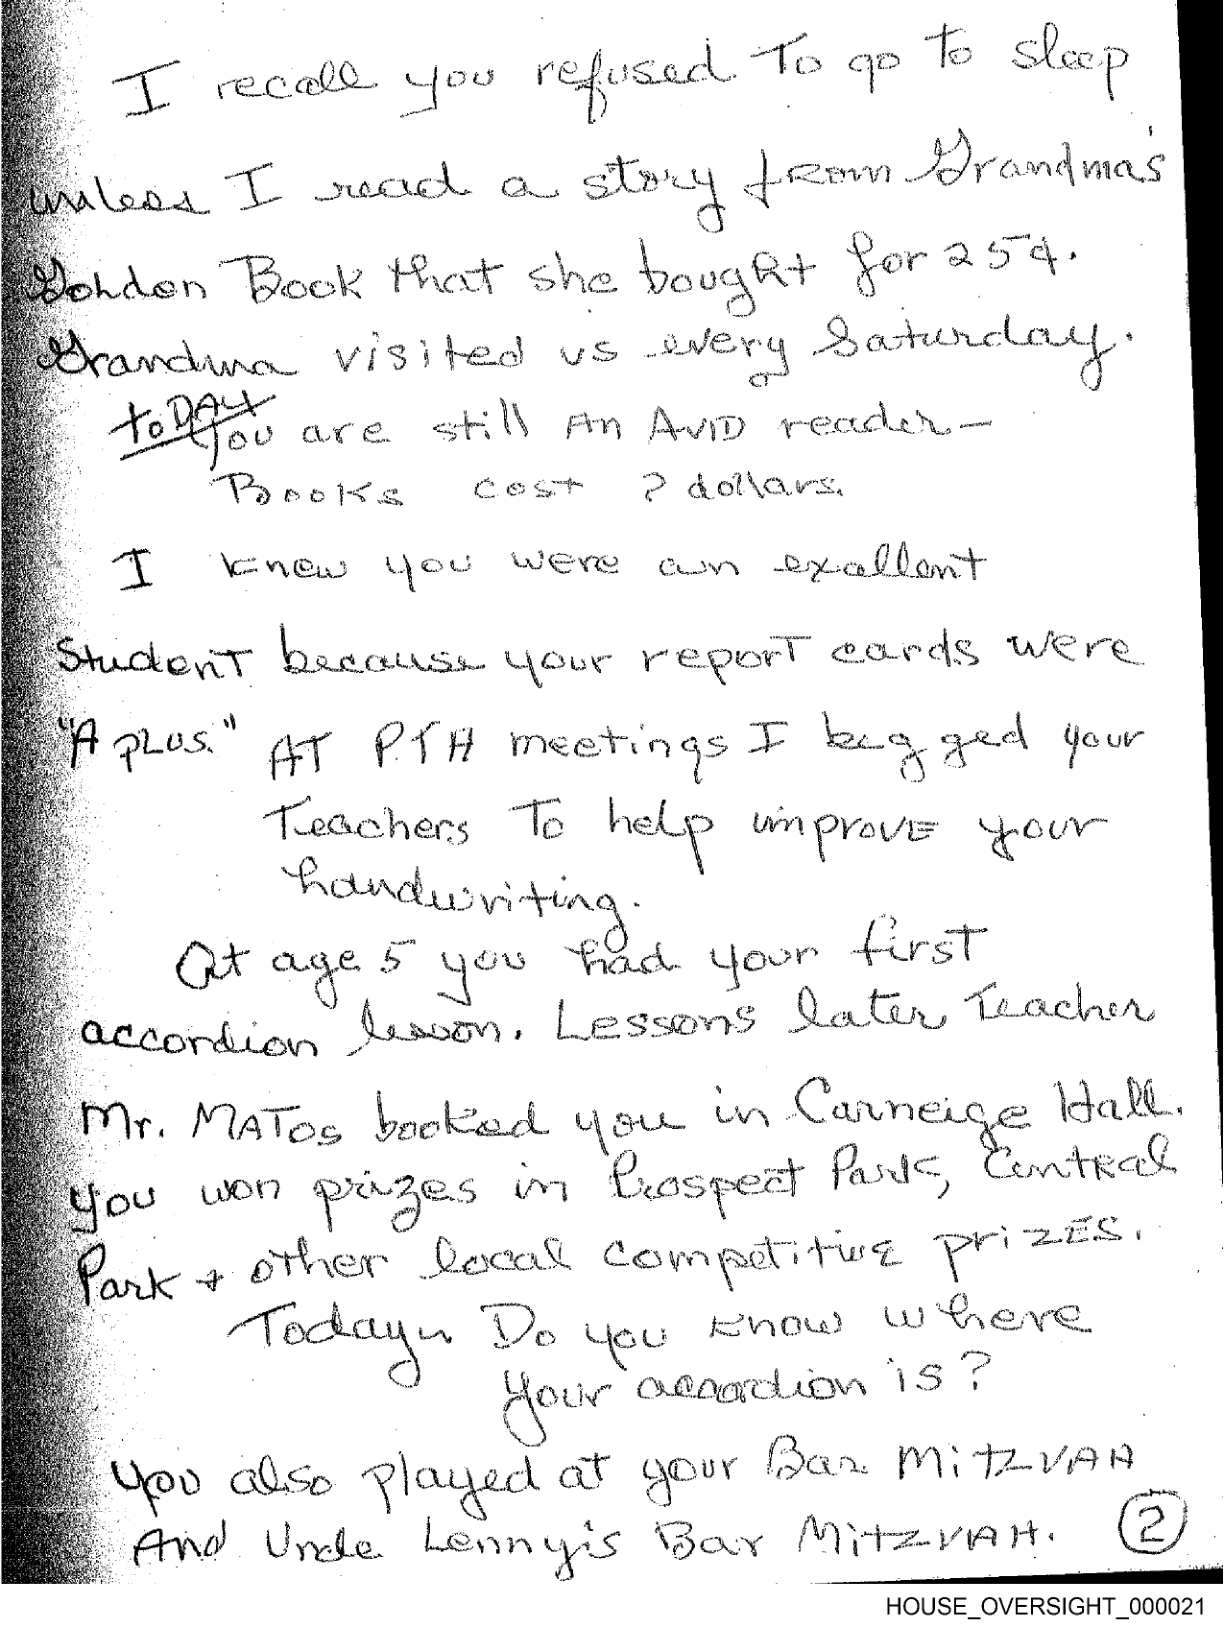 I recall you refused To go to sleep
unless I read a story from Grandma's
Golden Book that she bought for 25¢.
Grandma visited us every Saturday.
toDAY
You are still An AVID reader—
Books cost ? dollars.
I knew you were an exallent
Student because your report cards were
"A pLUS." AT PTA meetings I begged your
Teachers To help improvE your
handwriting.
At age 5 you had your first
accordion lesson. Lessons later Teacher
Mr. MATos booked you in Carneige Hall.
you won prizes in Prospect Park, Central
Park + other local competitive prizES.
Today Do you know where
your accordion is?
you also played at your Bar MitzVAH
And Uncle Lenny's Bar MitzVAH. 2
HOUSE_OVERSIGHT_000021